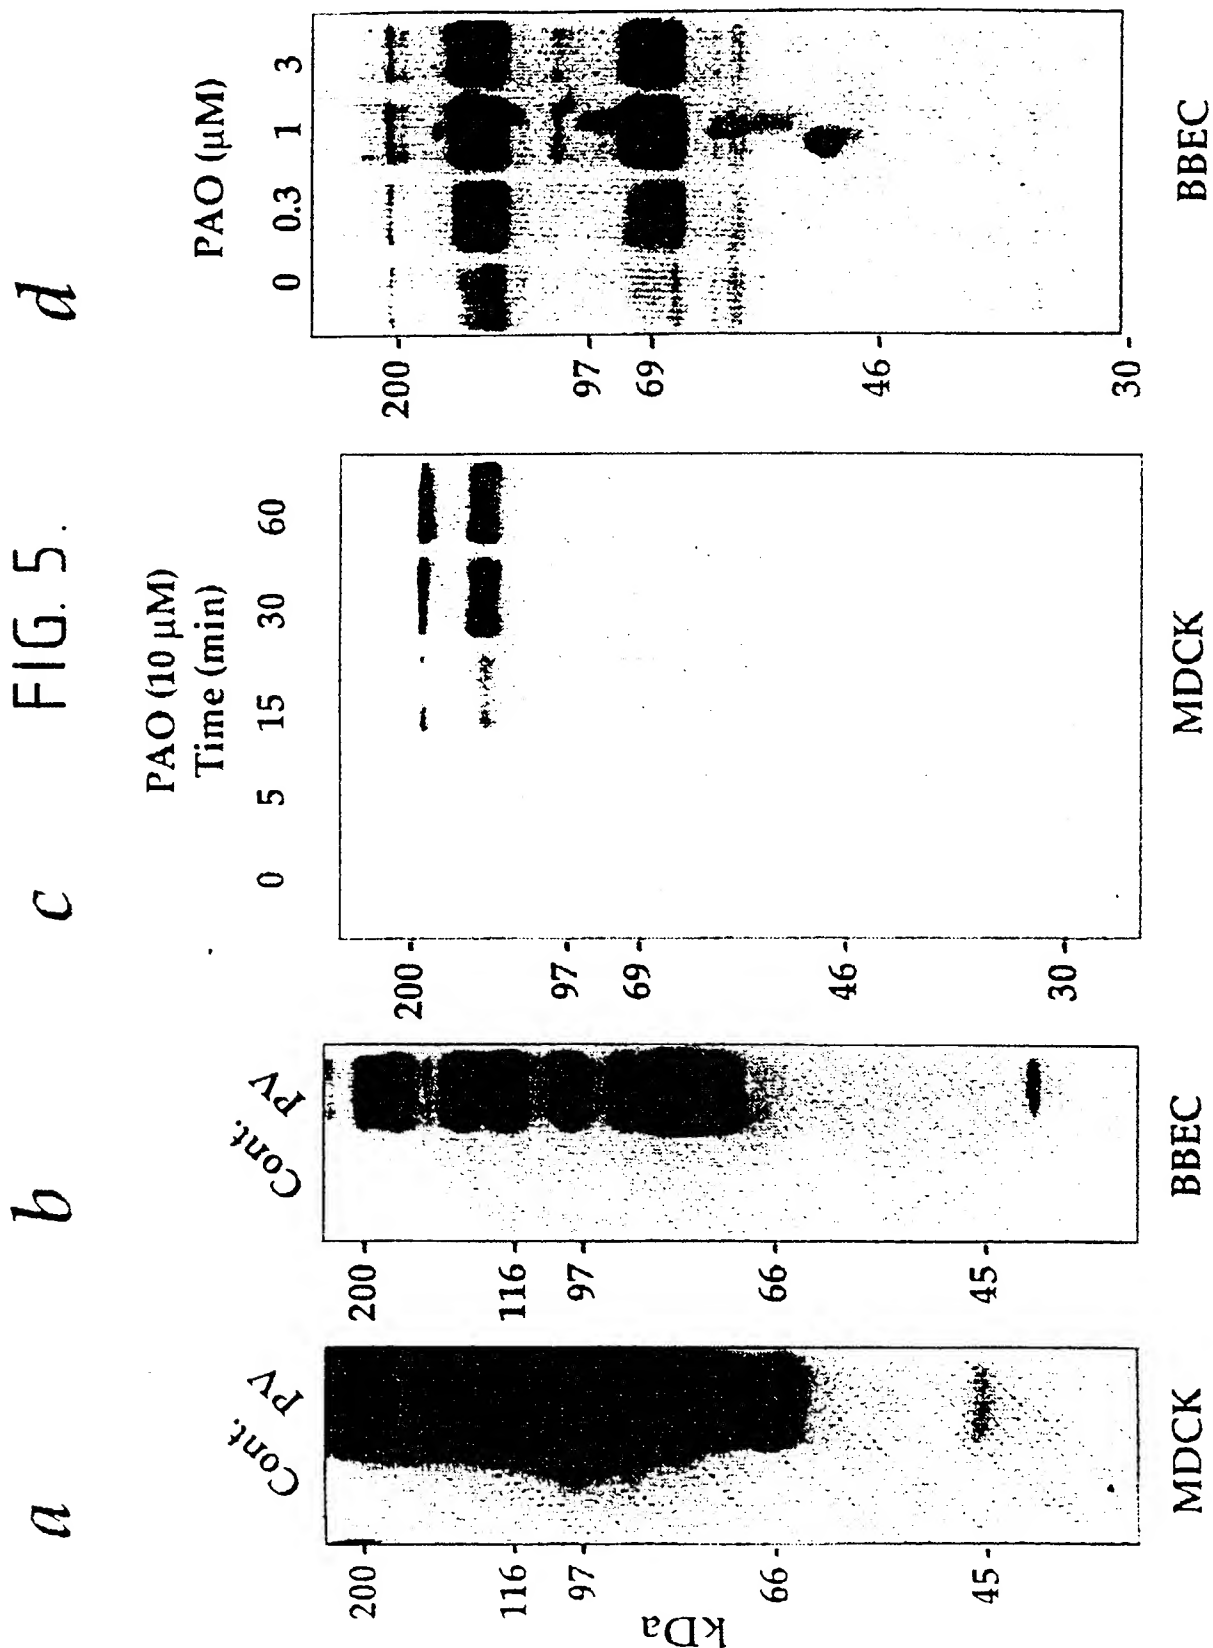 FIG. 5.
a
Cont. PV
kDa
200
116
97
66
45
MDCK
b
Cont. PV
200
116
97
66
45
BBEC
c
PAO (10 µM)
Time (min)
0 5 15 30 60
200
97
69
46
30
MDCK
d
PAO (µM)
0 0.3 1 3
200
97
69
46
30
BBEC